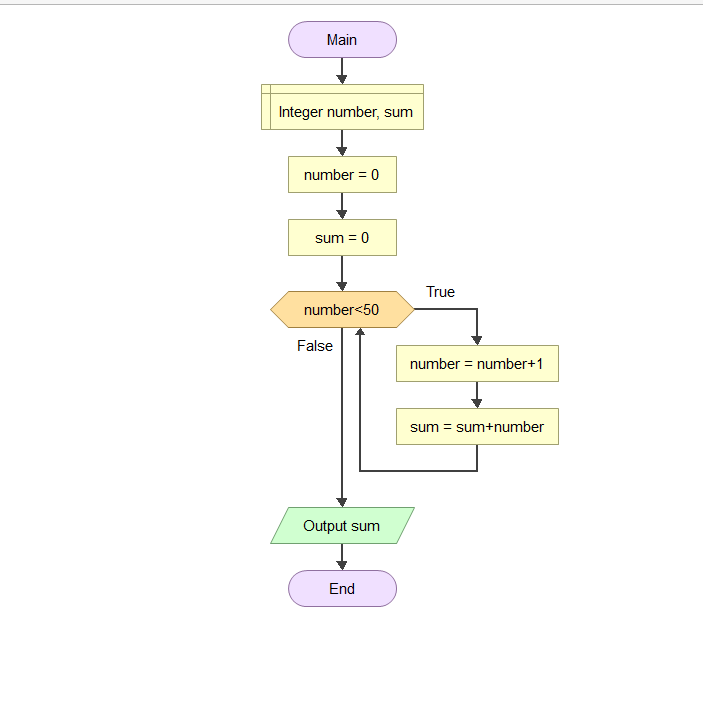 Main
Integer number, sum
number = 0
sum = 0
number<50
True
False
number = number+1
sum = sum+number
Output sum
End